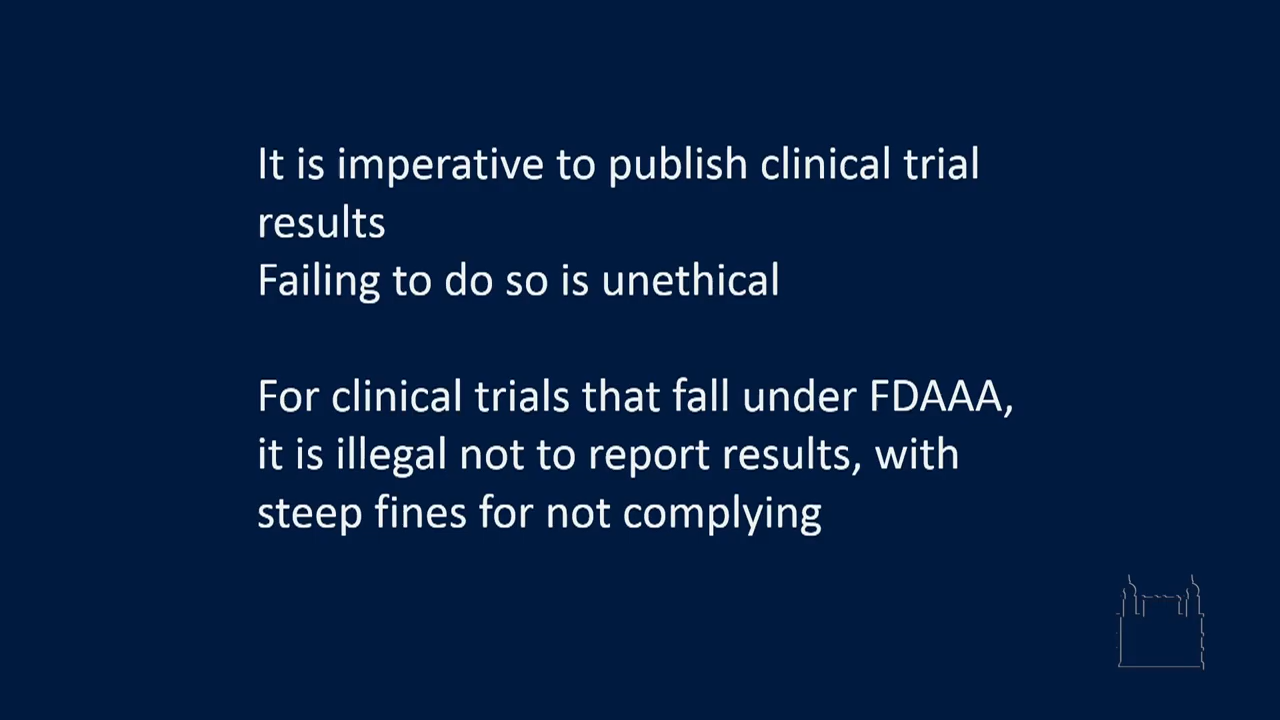 It is imperative to publish clinical trial
results
Failing to do so is unethical
For clinical trials that fall under FDAAA,
it is illegal not to report results, with
steep fines for not complying